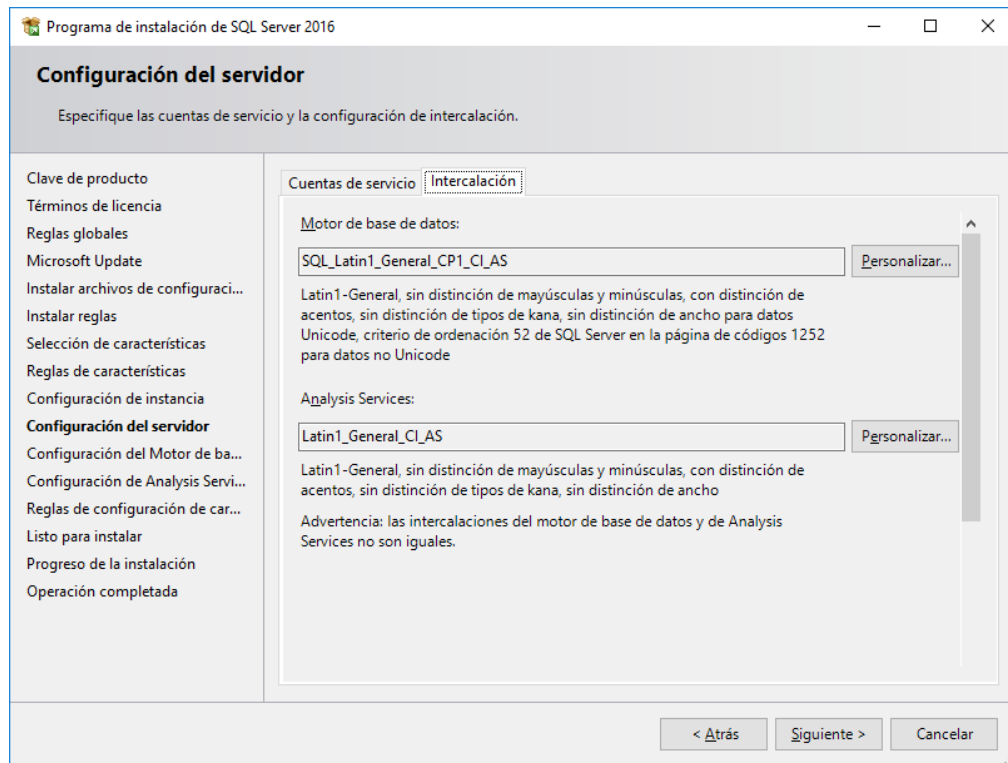 Programa de instalación de SQL Server 2016
Configuración del servidor
Especifique las cuentas de servicio y la configuración de intercalación.
Clave de producto
Términos de licencia
Reglas globales
Microsoft Update
Instalar archivos de configuraci...
Instalar reglas
Selección de características
Reglas de características
Configuración de instancia
Configuración del servidor
Configuración del Motor de ba...
Configuración de Analysis Servi...
Reglas de configuración de car...
Listo para instalar
Progreso de la instalación
Operación completada
Cuentas de servicio Intercalación
Motor de base de datos:
SQL_Latin1_General_CP1_CI_AS Personalizar...
Latin1-General, sin distinción de mayúsculas y minúsculas, con distinción de
acentos, sin distinción de tipos de kana, sin distinción de ancho para datos
Unicode, criterio de ordenación 52 de SQL Server en la página de códigos 1252
para datos no Unicode
Analysis Services:
Latin1_General_CI_AS Personalizar...
Latin1-General, sin distinción de mayúsculas y minúsculas, con distinción de
acentos, sin distinción de tipos de kana, sin distinción de ancho
Advertencia: las intercalaciones del motor de base de datos y de Analysis
Services no son iguales.
< Atrás Siguiente > Cancelar